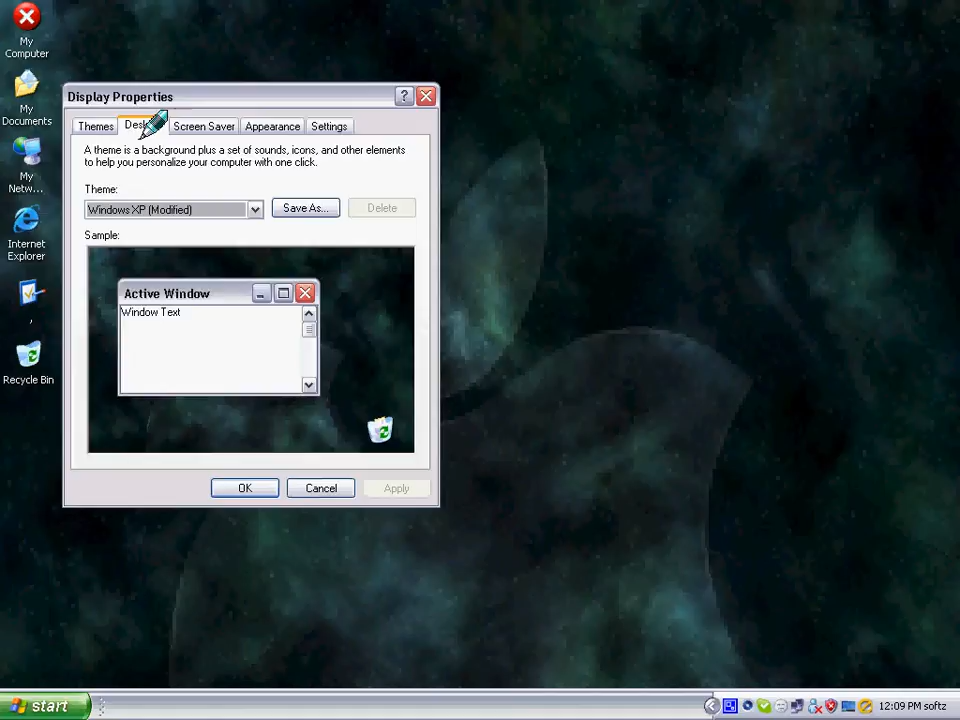 My
Computer
My
Documents
My
Netw...
Internet
Explorer
,
Recycle Bin
Display Properties
Themes
Screen Saver
Appearance
Settings
A theme is a background plus a set of sounds, icons, and other elements
to help you personalize your computer with one click.
Theme:
Windows XP (Modified)
Save As...
Delete
Sample:
Active Window
Window Text
OK
Cancel
Apply
start
12:09 PM softz